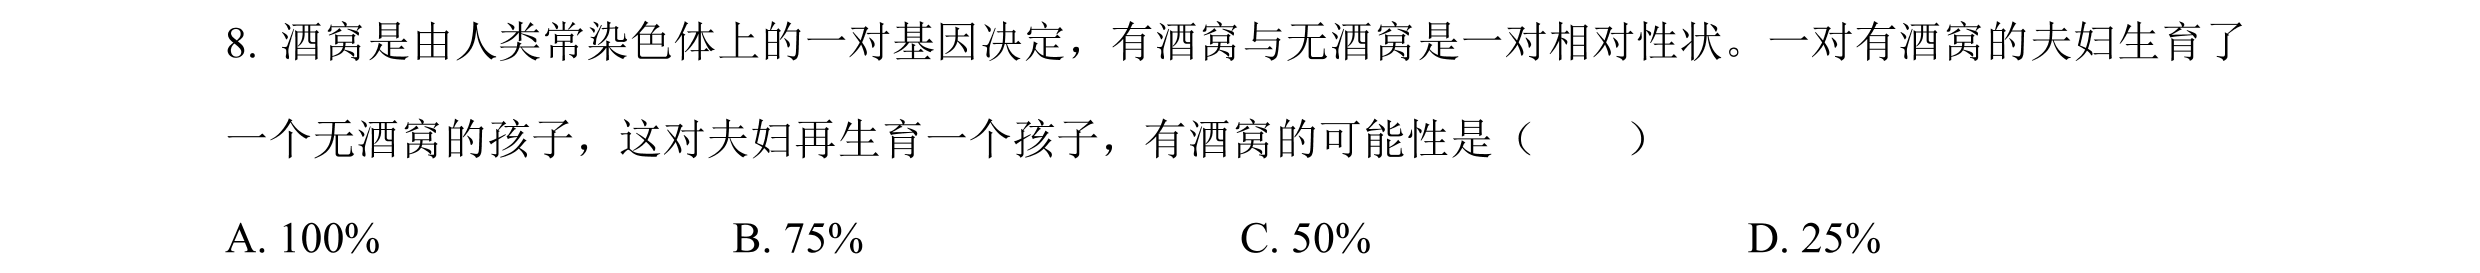 8. 酒窝是由人类常染色体上的一对基因决定，有酒窝与无酒窝是一对相对性状。一对有酒窝的夫妇生育了
一个无酒窝的孩子，这对夫妇再生育一个孩子，有酒窝的可能性是（　　）
A. 100%　　B. 75%　　C. 50%　　D. 25%